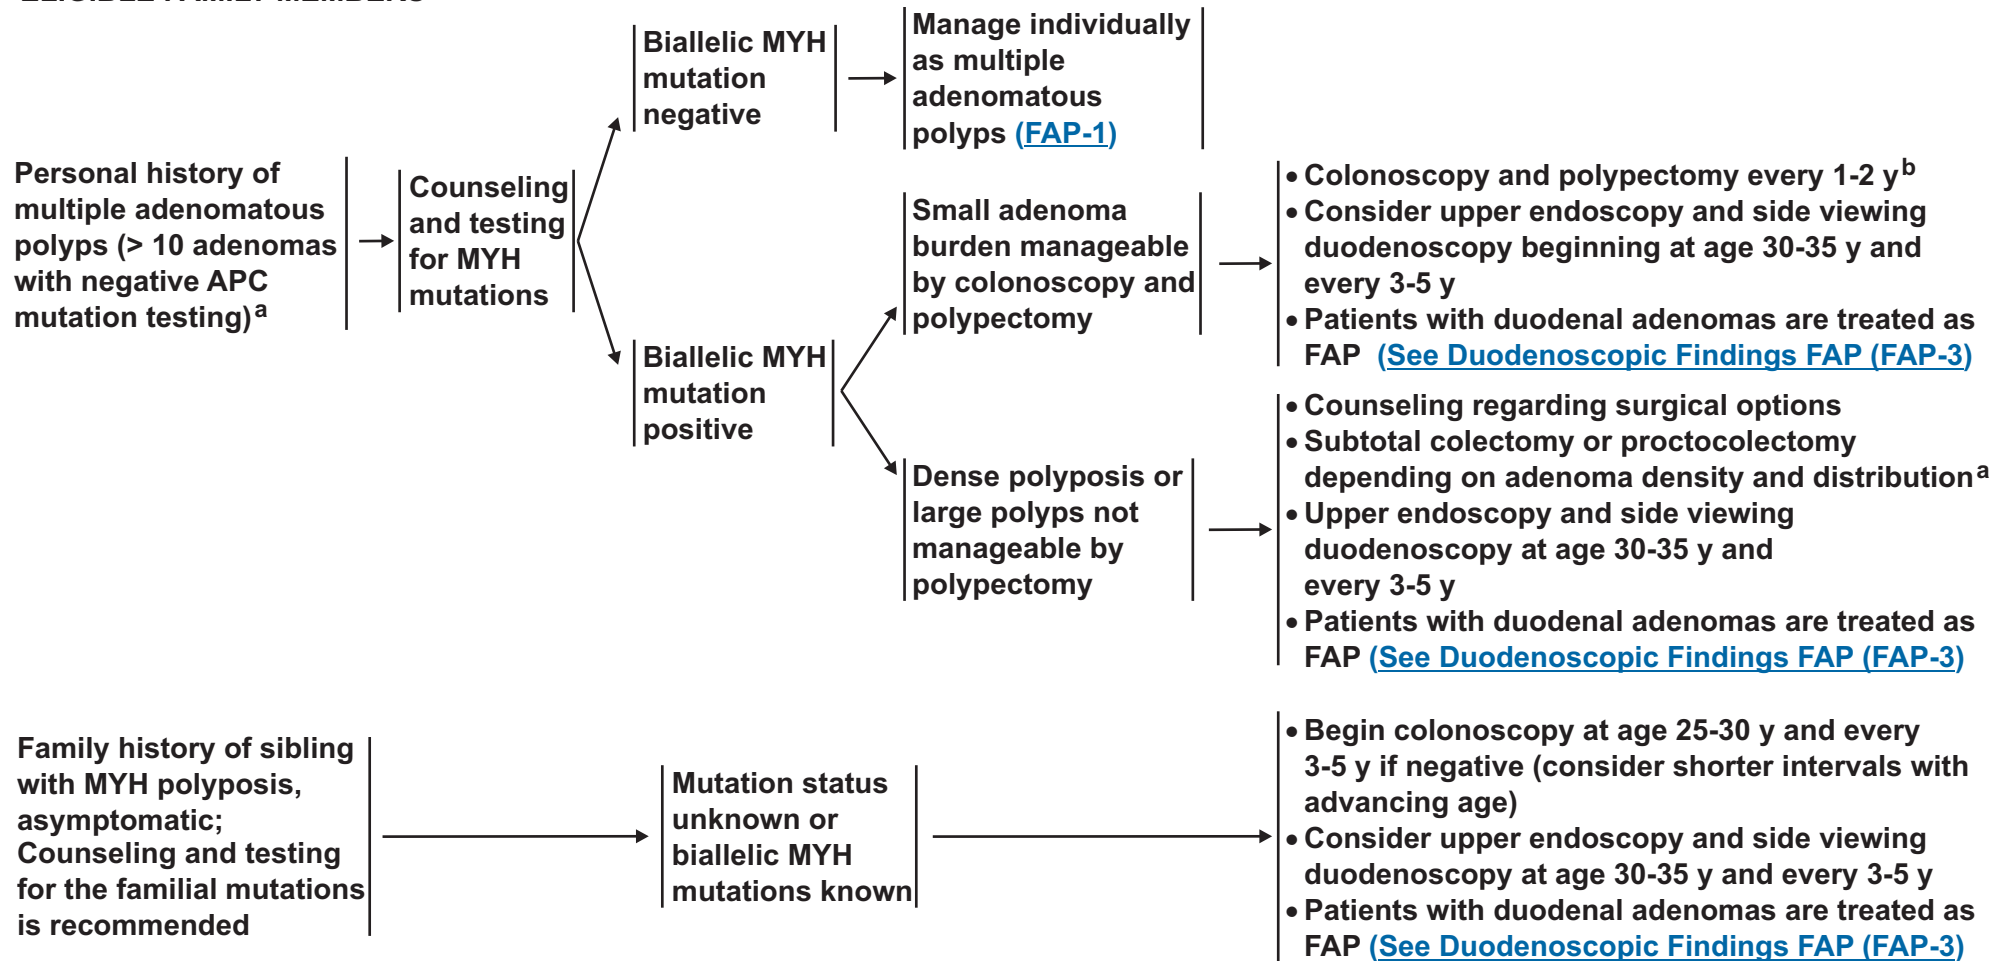 ELIGIBLE FAMILY MEMBERS
Biallelic MYH
mutation
negative
Manage individually
as multiple
adenomatous
polyps (FAP-1)
Personal history of
multiple adenomatous
polyps (> 10 adenomas
with negative APC
mutation testing)a
Counseling
and testing
for MYH
mutations
Biallelic MYH
mutation
positive
Small adenoma
burden manageable
by colonoscopy and
polypectomy
• Colonoscopy and polypectomy every 1-2 yb
• Consider upper endoscopy and side viewing
duodenoscopy beginning at age 30-35 y and
every 3-5 y
• Patients with duodenal adenomas are treated as
FAP (See Duodenoscopic Findings FAP (FAP-3)
Dense polyposis or
large polyps not
manageable by
polypectomy
• Counseling regarding surgical options
• Subtotal colectomy or proctocolectomy
depending on adenoma density and distributiona
• Upper endoscopy and side viewing
duodenoscopy at age 30-35 y and
every 3-5 y
• Patients with duodenal adenomas are treated as
FAP (See Duodenoscopic Findings FAP (FAP-3)
Family history of sibling
with MYH polyposis,
asymptomatic;
Counseling and testing
for the familial mutations
is recommended
Mutation status
unknown or
biallelic MYH
mutations known
• Begin colonoscopy at age 25-30 y and every
3-5 y if negative (consider shorter intervals with
advancing age)
• Consider upper endoscopy and side viewing
duodenoscopy at age 30-35 y and every 3-5 y
• Patients with duodenal adenomas are treated as
FAP (See Duodenoscopic Findings FAP (FAP-3)